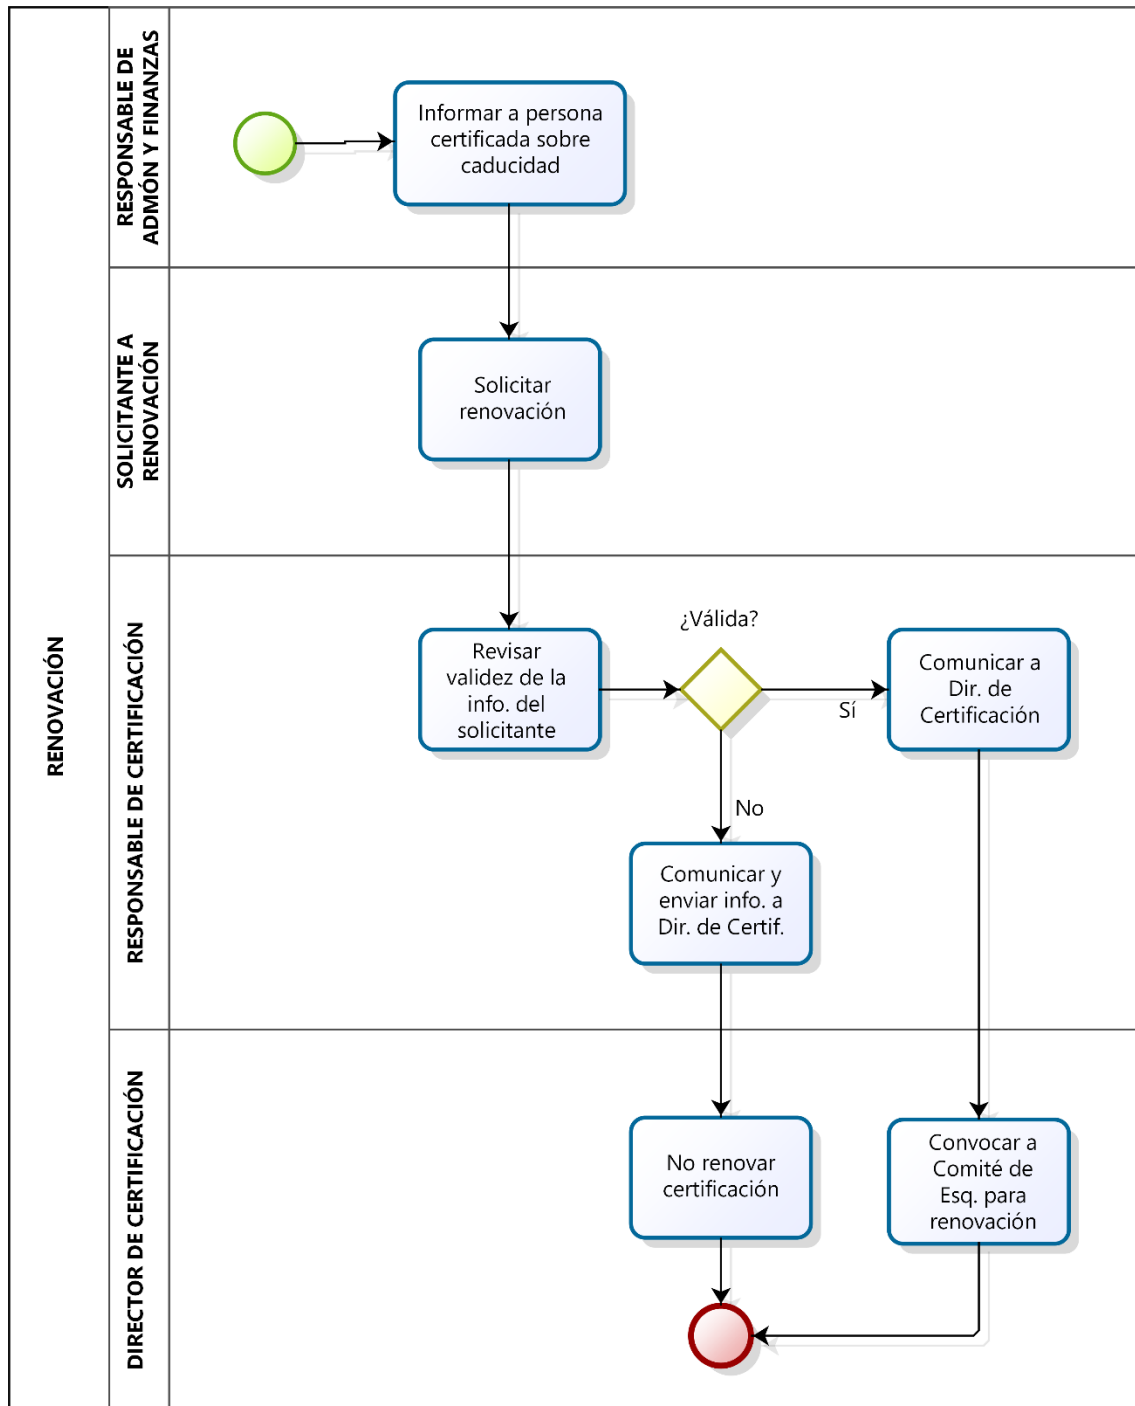 RENOVACIÓN
RESPONSABLE DE
ADMÓN Y FINANZAS
Informar a persona
certificada sobre
caducidad
SOLICITANTE A
RENOVACIÓN
Solicitar
renovación
RESPONSABLE DE CERTIFICACIÓN
Revisar
validez de la
info. del
solicitante
¿Válida?
Sí
Comunicar a
Dir. de
Certificación
No
Comunicar y
enviar info. a
Dir. de Certif.
DIRECTOR DE CERTIFICACIÓN
No renovar
certificación
Convocar a
Comité de
Esq. para
renovación